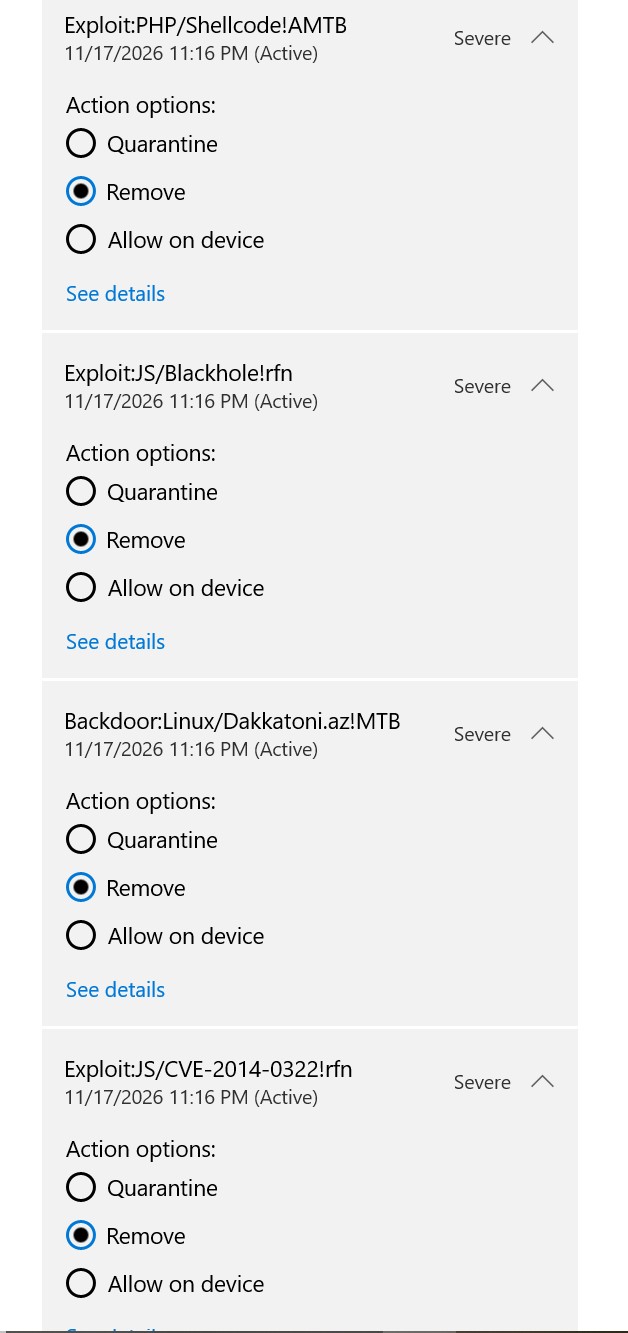 Exploit:PHP/Shellcode!AMTB
Severe
11/17/2026 11:16 PM (Active)
Action options:
Quarantine
Remove
Allow on device
See details
Exploit:JS/Blackhole!rfn
Severe
11/17/2026 11:16 PM (Active)
Action options:
Quarantine
Remove
Allow on device
See details
Backdoor:Linux/Dakkatoni.az!MTB
Severe
11/17/2026 11:16 PM (Active)
Action options:
Quarantine
Remove
Allow on device
See details
Exploit:JS/CVE-2014-0322!rfn
Severe
11/17/2026 11:16 PM (Active)
Action options:
Quarantine
Remove
Allow on device